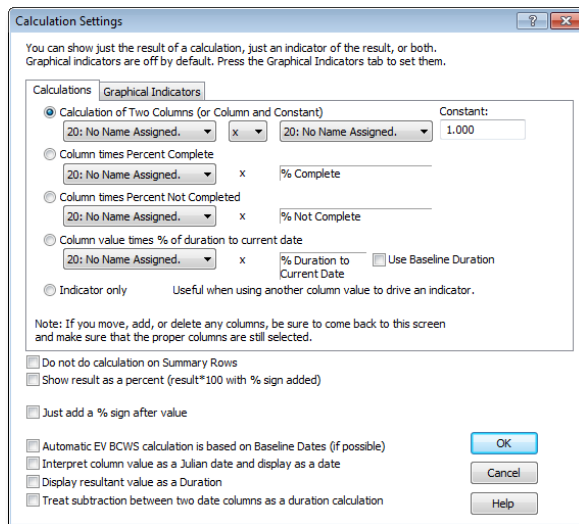 Calculation Settings
You can show just the result of a calculation, just an indicator of the result, or both.
Graphical indicators are off by default. Press the Graphical Indicators tab to set them.
Calculations Graphical Indicators
Calculation of Two Columns (or Column and Constant) Constant:
20: No Name Assigned. x 20: No Name Assigned. 1.000
Column times Percent Complete
20: No Name Assigned. x % Complete
Column times Percent Not Completed
20: No Name Assigned. x % Not Complete
Column value times % of duration to current date
20: No Name Assigned. x % Duration to Use Baseline Duration
Current Date
Indicator only Useful when using another column value to drive an indicator.
Note: If you move, add, or delete any columns, be sure to come back to this screen
and make sure that the proper columns are still selected.
Do not do calculation on Summary Rows
Show result as a percent (result*100 with % sign added)
Just add a % sign after value
Automatic EV BCWS calculation is based on Baseline Dates (if possible) OK
Interpret column value as a Julian date and display as a date
Display resultant value as a Duration Cancel
Treat subtraction between two date columns as a duration calculation Help